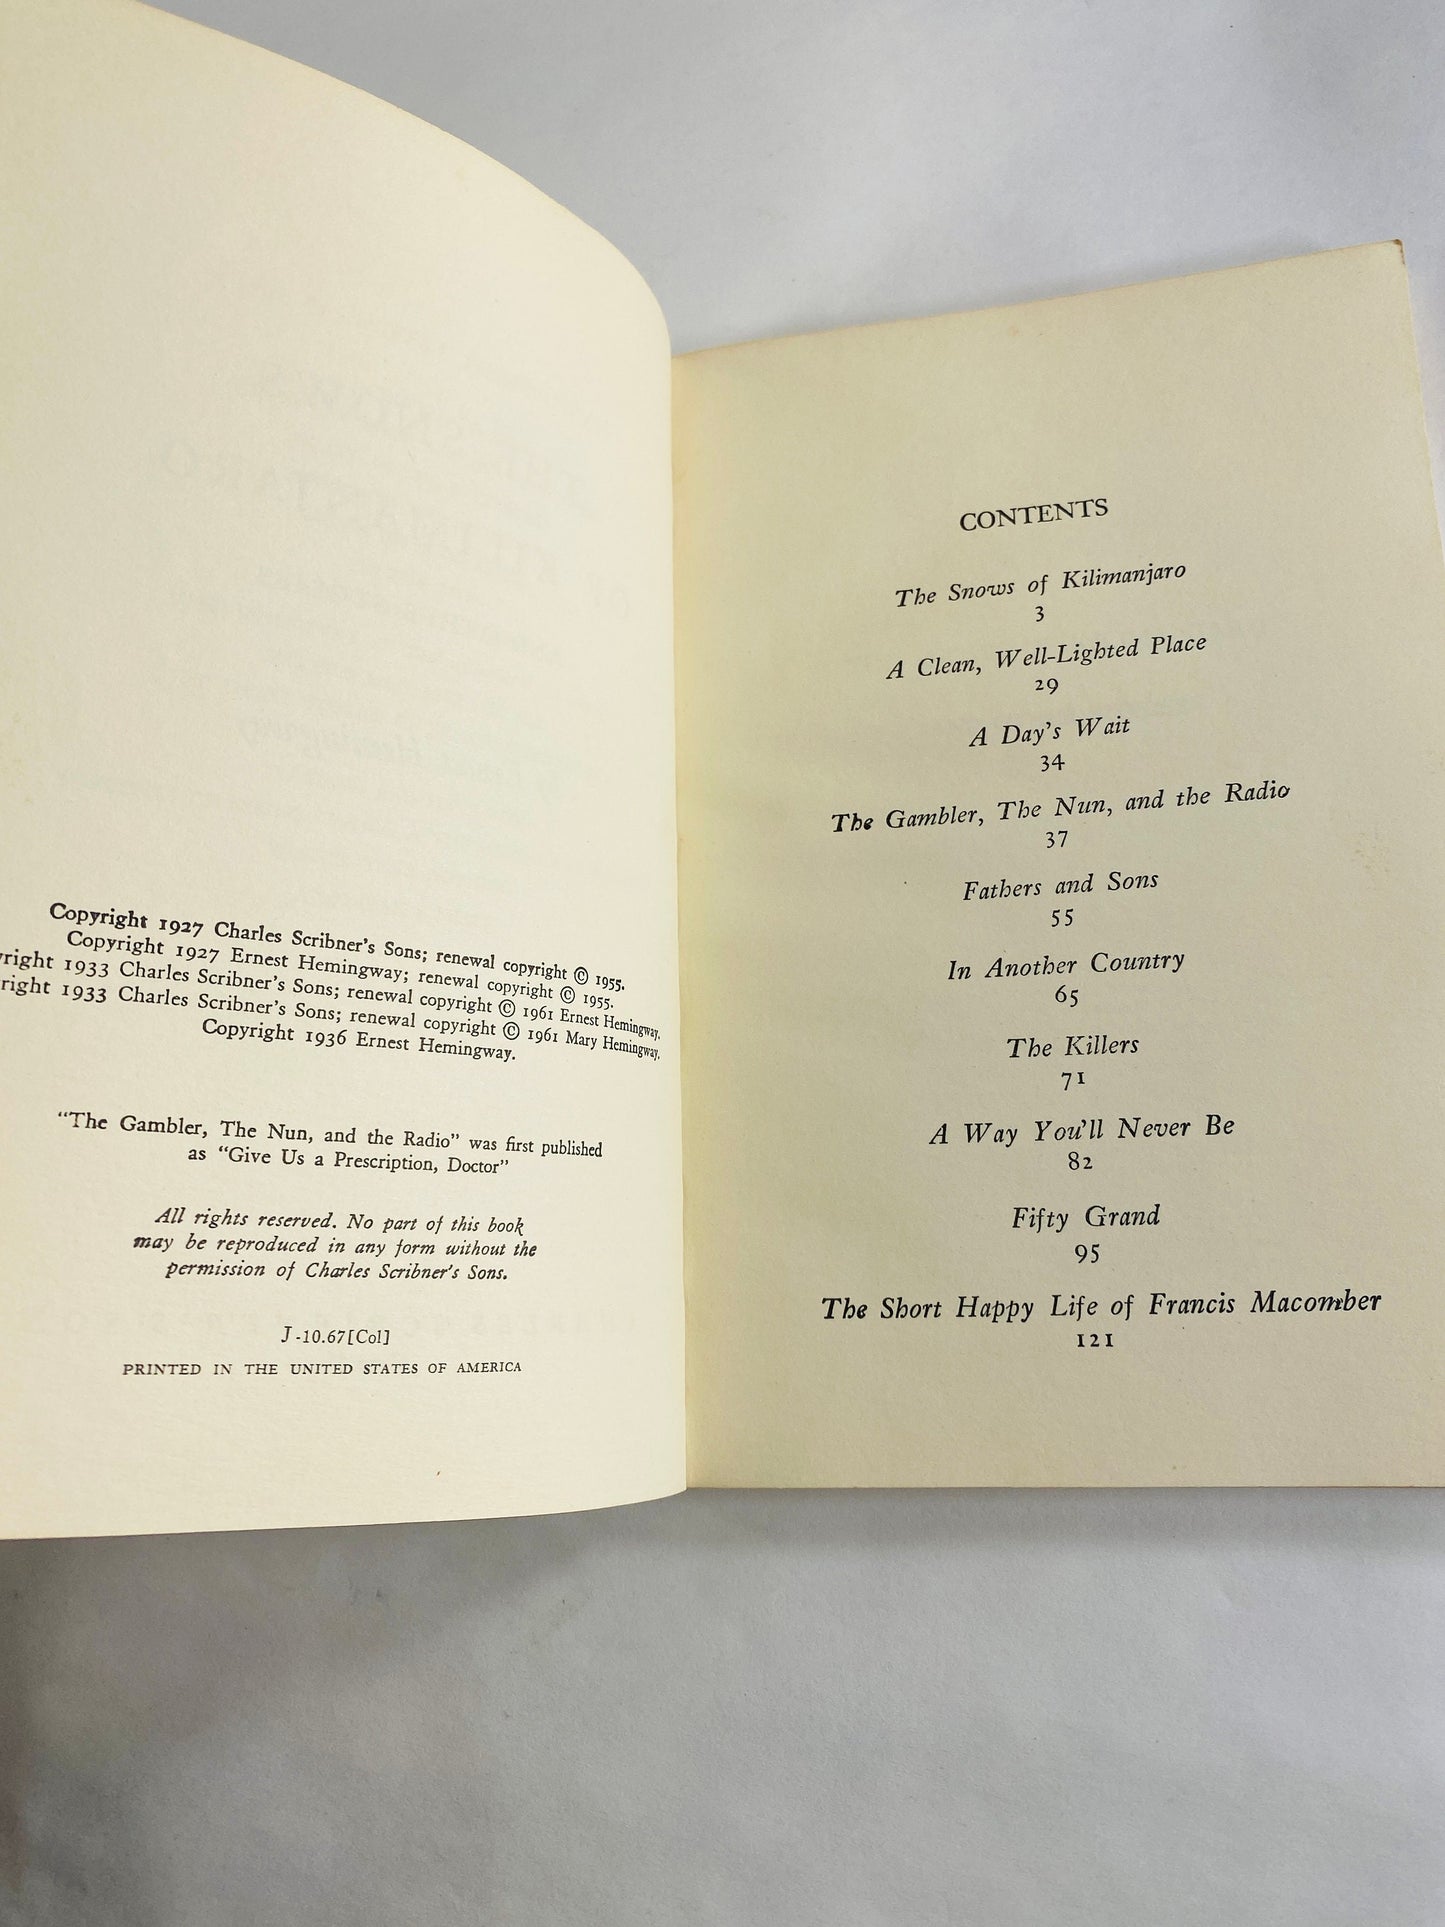 Copyright 1927 Charles Scribner's Sons; renewal copyright © 1955.
Copyright 1927 Ernest Hemingway; renewal copyright © 1955.
1933 Charles Scribner's Sons; renewal copyright © 1961 Ernest Hemingway.
1933 Charles Scribner's Sons; renewal copyright © 1961 Mary Hemingway.
Copyright 1936 Ernest Hemingway.
"The Gambler, The Nun, and the Radio" was first published
as "Give Us a Prescription, Doctor"
All rights reserved. No part of this book
may be reproduced in any form without the
permission of Charles Scribner's Sons.
J-10.67[Col]
PRINTED IN THE UNITED STATES OF AMERICA
CONTENTS
The Snows of Kilimanjaro
3
A Clean, Well-Lighted Place
29
A Day's Wait
34
The Gambler, The Nun, and the Radio
37
Fathers and Sons
55
In Another Country
65
The Killers
71
A Way You'll Never Be
82
Fifty Grand
95
The Short Happy Life of Francis Macomber
121